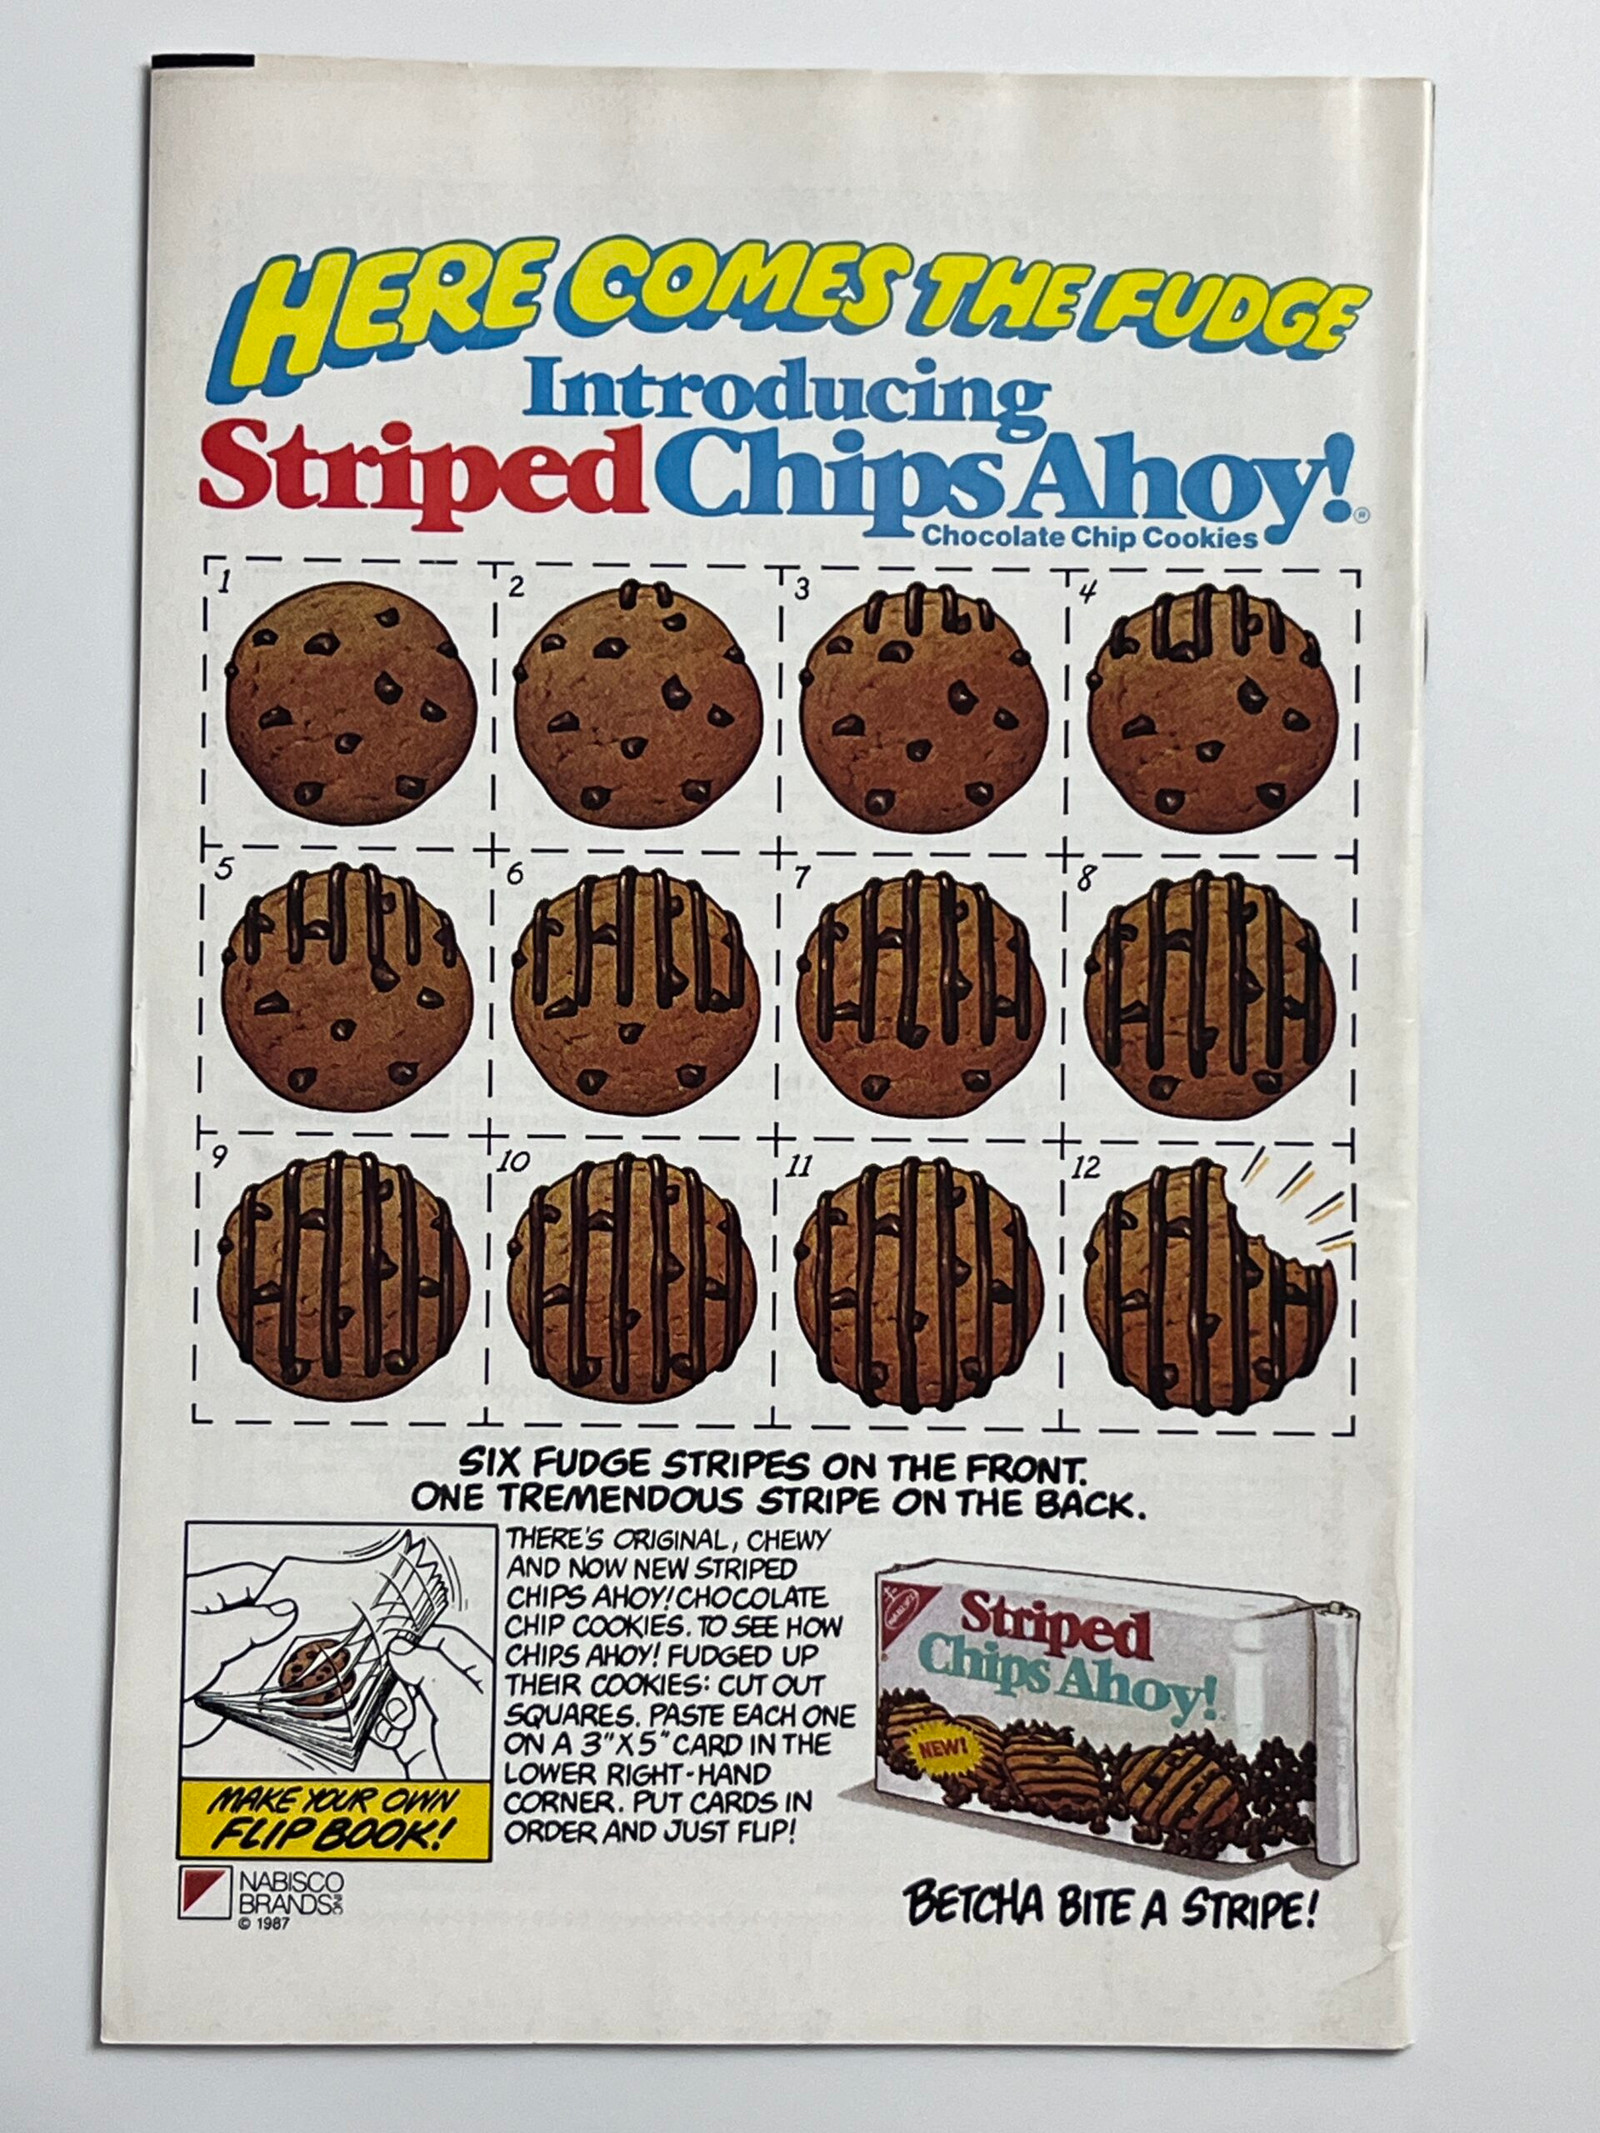 HERE COMES THE FUDGE
Introducing
Striped Chips Ahoy!®
Chocolate Chip Cookies
1
2
3
4
5
6
7
8
9
10
11
12
SIX FUDGE STRIPES ON THE FRONT.
ONE TREMENDOUS STRIPE ON THE BACK.
THERE'S ORIGINAL, CHEWY
AND NOW NEW STRIPED
CHIPS AHOY! CHOCOLATE
CHIP COOKIES. TO SEE HOW
CHIPS AHOY! FUDGED UP
THEIR COOKIES: CUT OUT
SQUARES. PASTE EACH ONE
ON A 3"X5" CARD IN THE
LOWER RIGHT-HAND
CORNER. PUT CARDS IN
ORDER AND JUST FLIP!
MAKE YOUR OWN
FLIP BOOK!
NABISCO
Striped
Chips Ahoy!
NEW!
NABISCO
BRANDS INC
© 1987
BETCHA BITE A STRIPE!